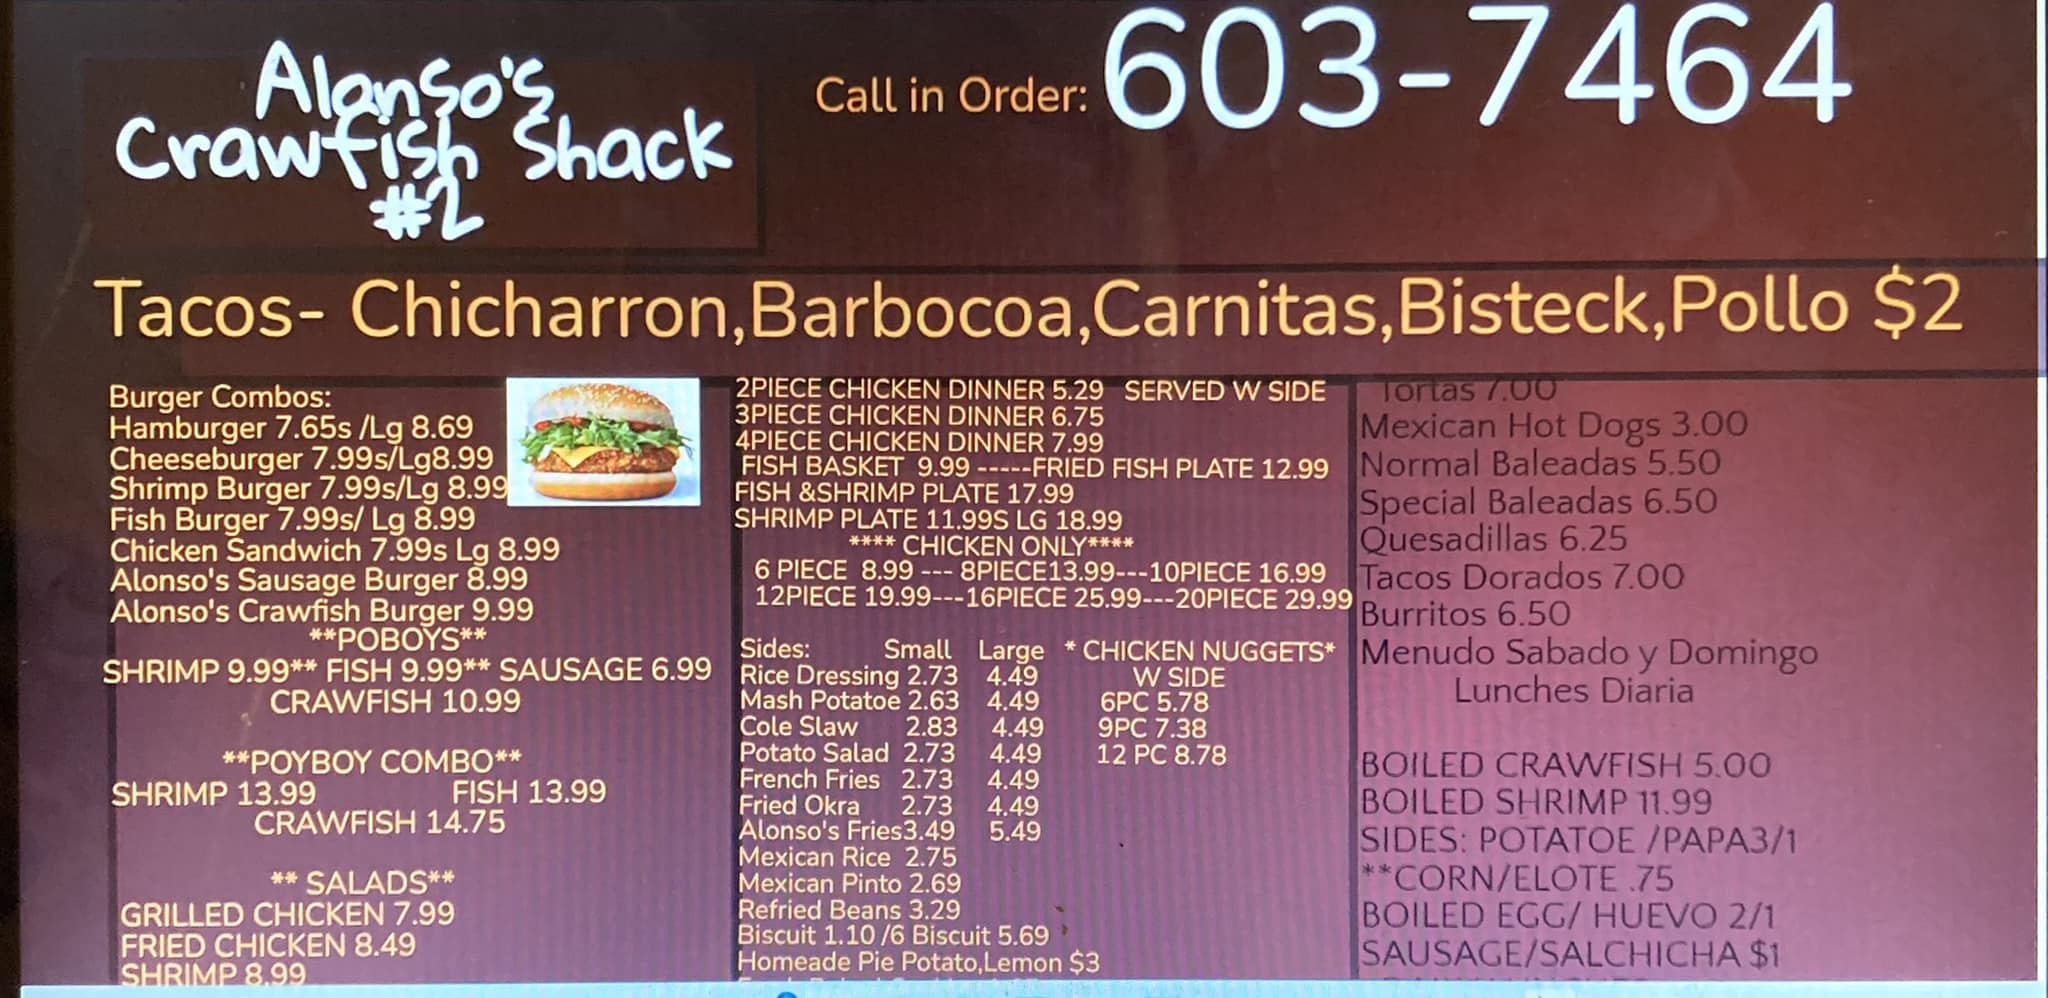 Alonso's
Crawfish Shack
#2
Call in Order: 603-7464
Tacos- Chicharron,Barbocoa,Carnitas,Bisteck,Pollo $2
Burger Combos:
Hamburger 7.65s /Lg 8.69
Cheeseburger 7.99s/Lg8.99
Shrimp Burger 7.99s/Lg 8.99
Fish Burger 7.99s/ Lg 8.99
Chicken Sandwich 7.99s Lg 8.99
Alonso's Sausage Burger 8.99
Alonso's Crawfish Burger 9.99
**POBOYS**
SHRIMP 9.99** FISH 9.99** SAUSAGE 6.99
CRAWFISH 10.99
**POYBOY COMBO**
SHRIMP 13.99 FISH 13.99
CRAWFISH 14.75
** SALADS**
GRILLED CHICKEN 7.99
FRIED CHICKEN 8.49
SHRIMP 8.99
2PIECE CHICKEN DINNER 5.29 SERVED W SIDE
3PIECE CHICKEN DINNER 6.75
4PIECE CHICKEN DINNER 7.99
FISH BASKET 9.99 -----FRIED FISH PLATE 12.99
FISH &SHRIMP PLATE 17.99
SHRIMP PLATE 11.99S LG 18.99
**** CHICKEN ONLY****
6 PIECE 8.99 --- 8PIECE13.99---10PIECE 16.99
12PIECE 19.99---16PIECE 25.99---20PIECE 29.99
Sides: Small Large
Rice Dressing 2.73 4.49
Mash Potatoe 2.63 4.49
Cole Slaw 2.83 4.49
Potato Salad 2.73 4.49
French Fries 2.73 4.49
Fried Okra 2.73 4.49
Alonso's Fries3.49 5.49
Mexican Rice 2.75
Mexican Pinto 2.69
Refried Beans 3.29
Biscuit 1.10 /6 Biscuit 5.69
Homeade Pie Potato,Lemon $3
* CHICKEN NUGGETS*
W SIDE
6PC 5.78
9PC 7.38
12 PC 8.78
Tortas 7.00
Mexican Hot Dogs 3.00
Normal Baleadas 5.50
Special Baleadas 6.50
Quesadillas 6.25
Tacos Dorados 7.00
Burritos 6.50
Menudo Sabado y Domingo
Lunches Diaria
BOILED CRAWFISH 5.00
BOILED SHRIMP 11.99
SIDES: POTATOE /PAPA3/1
**CORN/ELOTE .75
BOILED EGG/ HUEVO 2/1
SAUSAGE/SALCHICHA $1